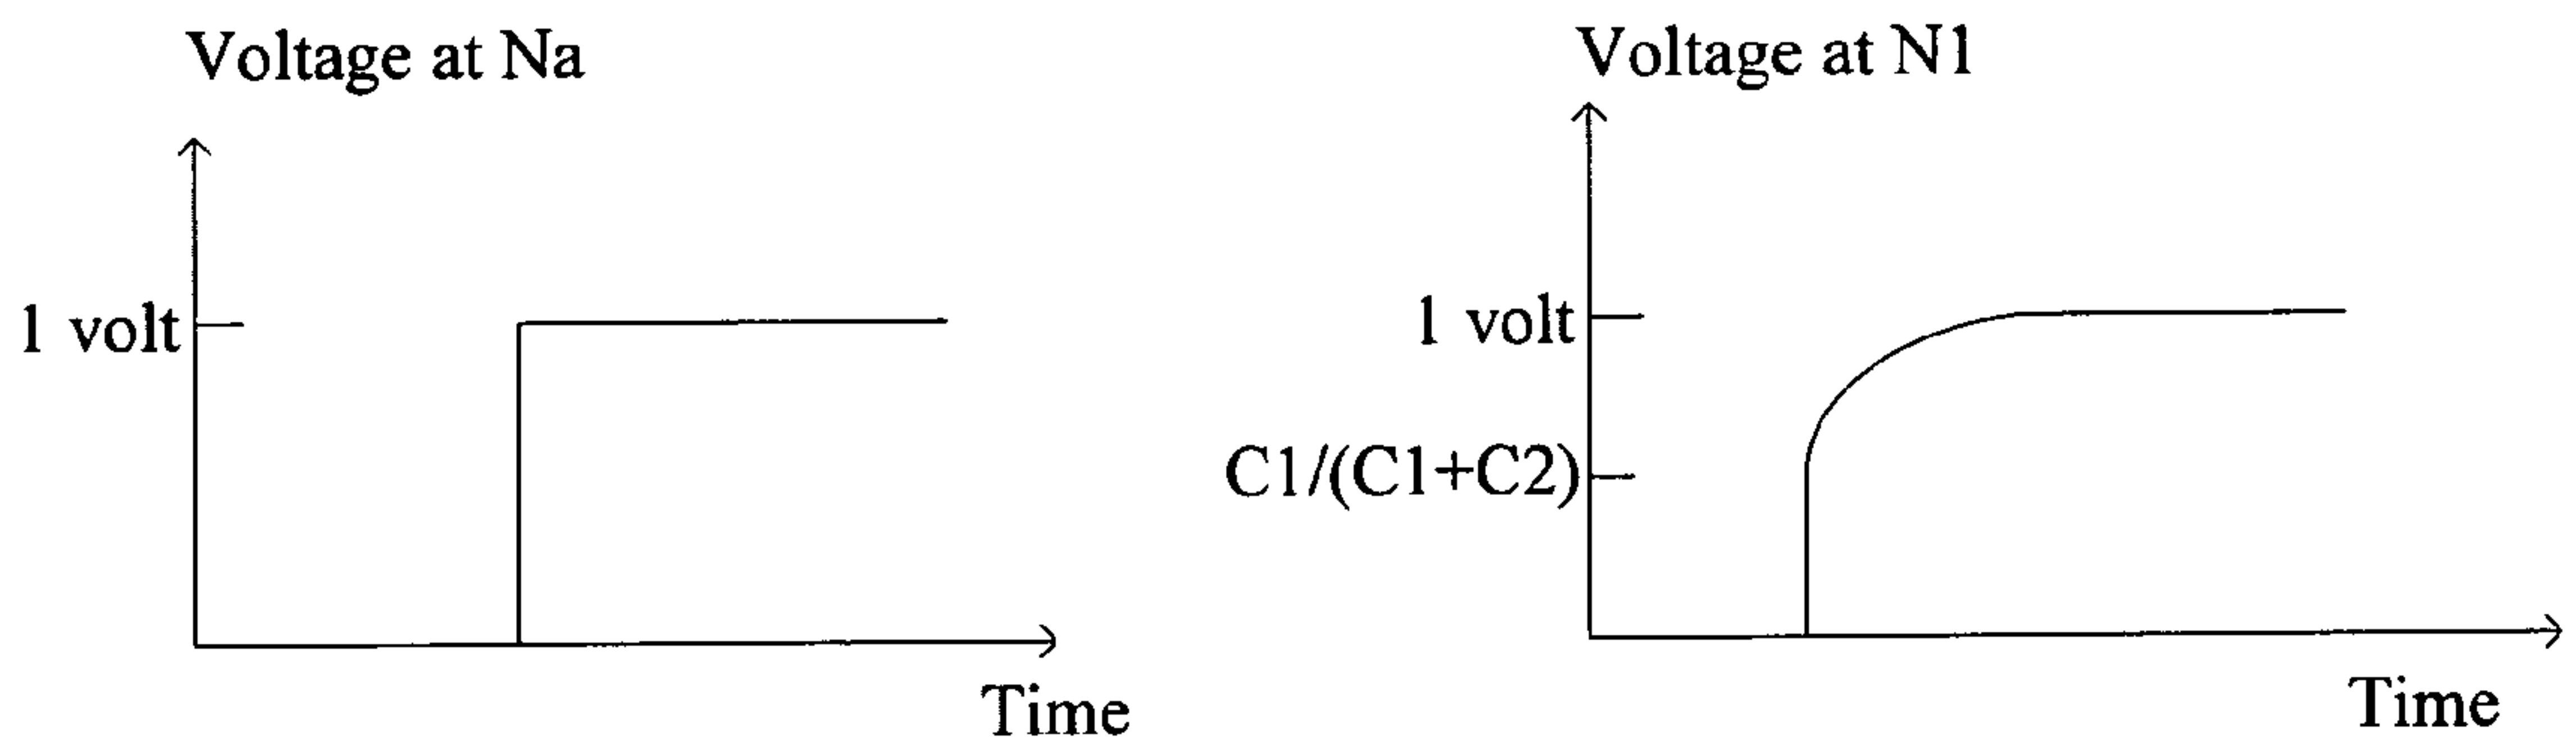 Voltage at Na
1 volt
Time
Voltage at N1
1 volt
C1/(C1+C2)
Time